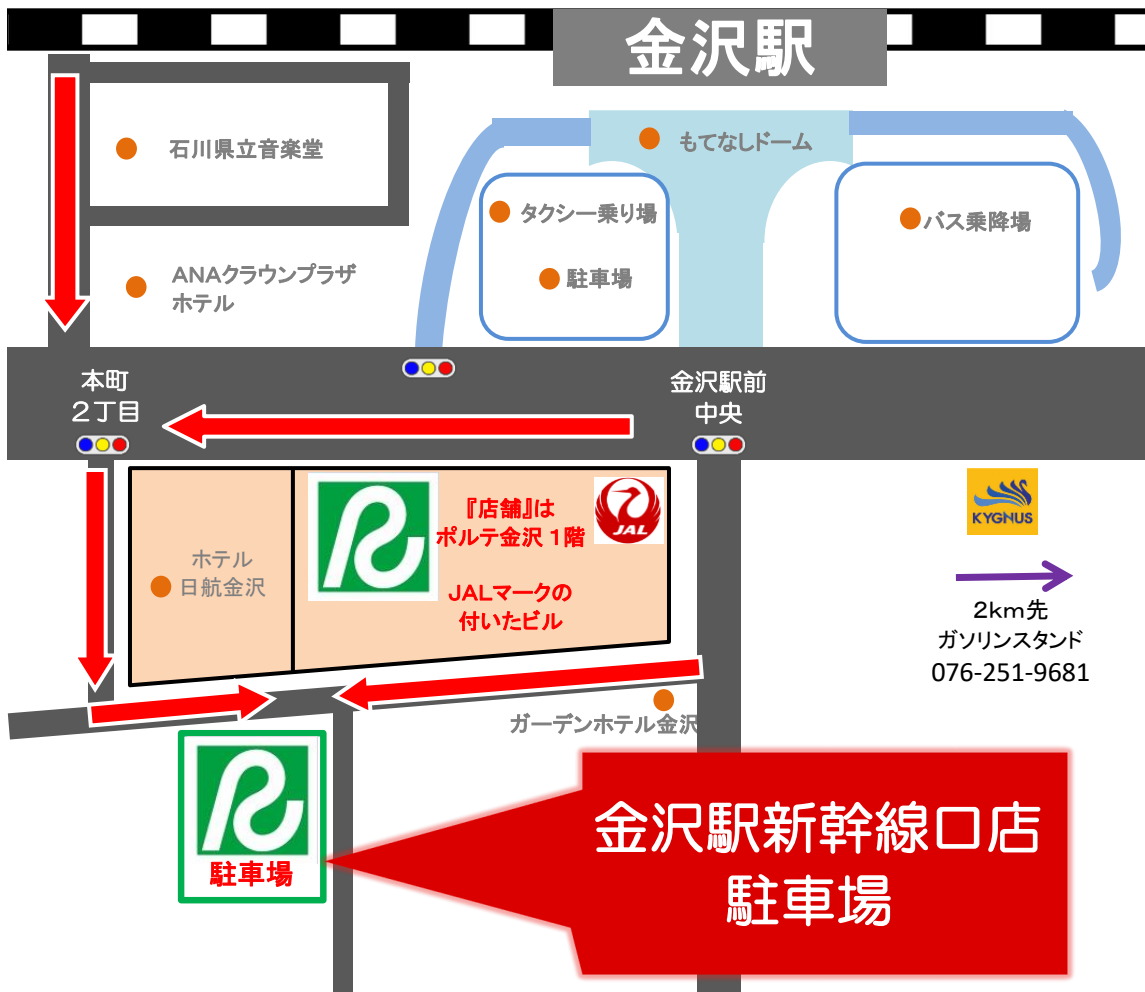 金沢駅
石川県立音楽堂
もてなしドーム
タクシー乗り場
バス乗降場
駐車場
ANAクラウンプラザ
ホテル
本町
２丁目
金沢駅前
中央
『店舗』は
ポルテ金沢１階
JAL
JALマークの
付いたビル
ホテル
日航金沢
KYGNUS
2km先
ガソリンスタンド
076-251-9681
ガーデンホテル金沢
R
R
駐車場
金沢駅新幹線口店
駐車場